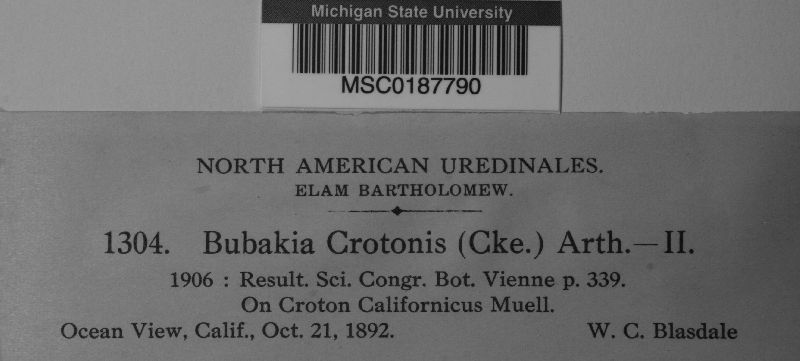 Michigan State University
MSC0187790
NORTH AMERICAN UREDINALES.
ELAM BARTHOLOMEW.
1304. Bubakia Crotonis (Cke.) Arth.—II.
1906 : Result. Sci. Congr. Bot. Vienne p. 339.
On Croton Californicus Muell.
Ocean View, Calif., Oct. 21, 1892. W. C. Blasdale